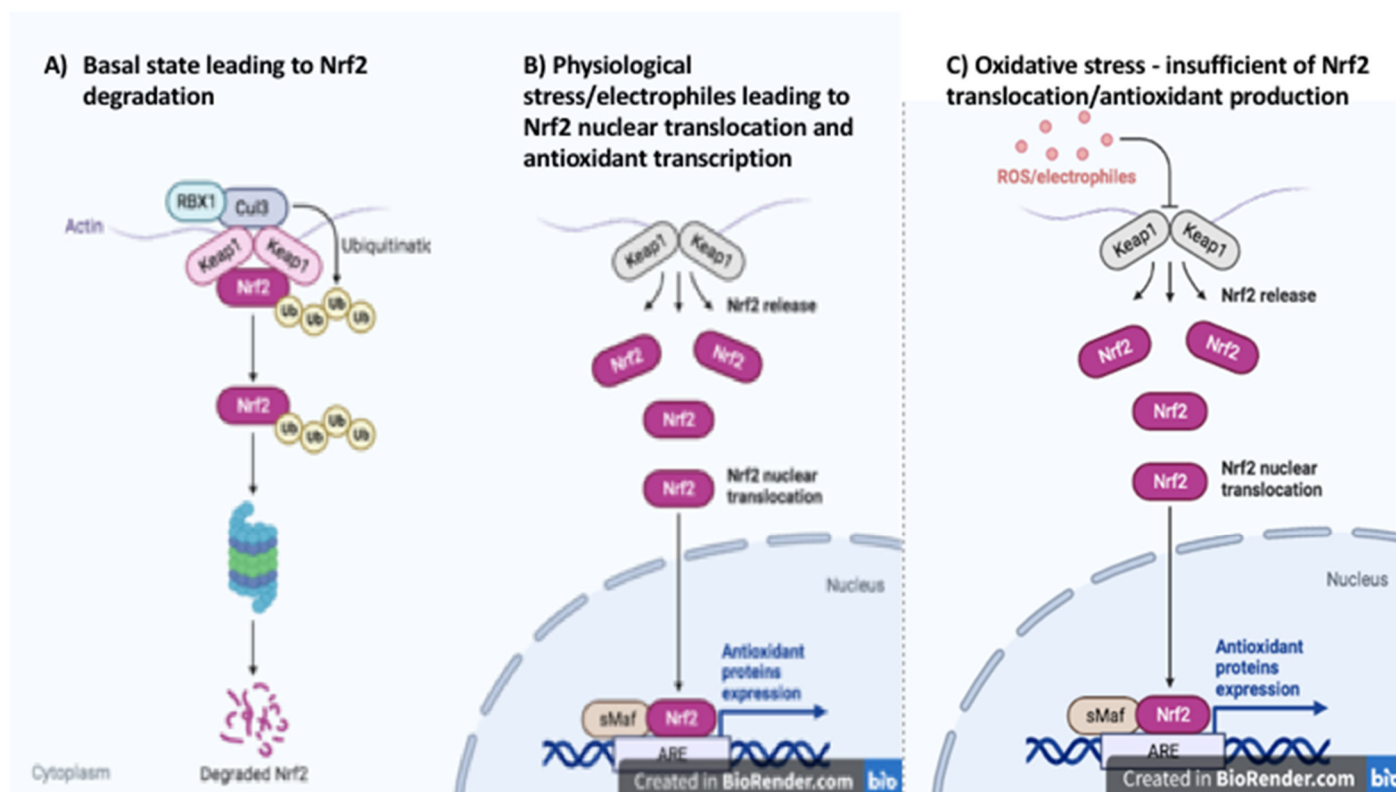 A) Basal state leading to Nrf2
degradation
RBX1
Cul3
Actin
Keap1
Keap1
Ubiquitinatic
Nrf2
Ub
Ub
Ub
Ub
Nrf2
Ub
Ub
Ub
Ub
Cytoplasm
Degraded Nrf2
B) Physiological
stress/electrophiles leading to
Nrf2 nuclear translocation and
antioxidant transcription
Keap1
Keap1
Nrf2 release
Nrf2
Nrf2
Nrf2
Nrf2
Nrf2 nuclear
translocation
Nucleus
Antioxidant
proteins
expression
sMaf
Nrf2
ARE
Created in BioRender.com
bio
C) Oxidative stress - insufficient of Nrf2
translocation/antioxidant production
ROS/electrophiles
Keap1
Keap1
Nrf2 release
Nrf2
Nrf2
Nrf2
Nrf2
Nrf2 nuclear
translocation
Nucleus
Antioxidant
proteins
expression
sMaf
Nrf2
ARE
Created in BioRender.com
bi